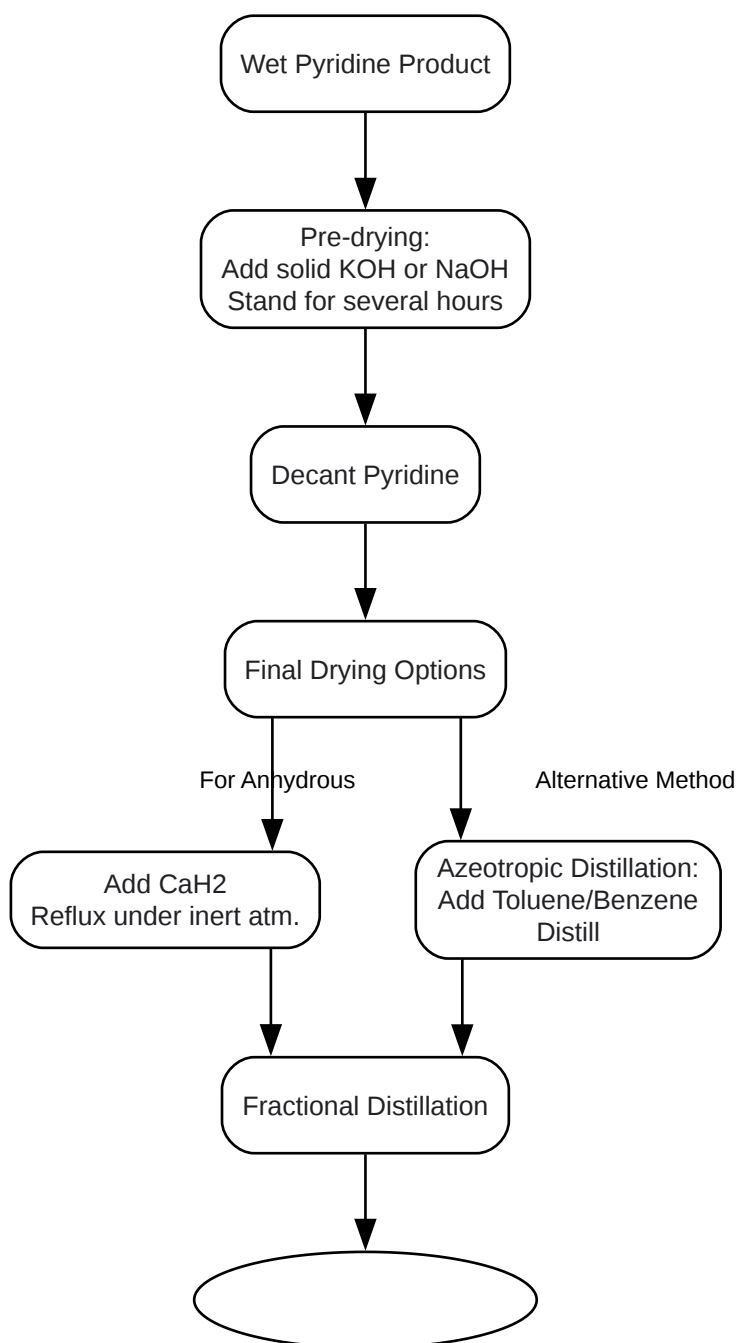 Wet Pyridine Product
Pre-drying:
Add solid KOH or NaOH
Stand for several hours
Decant Pyridine
Final Drying Options
For Anhydrous
Alternative Method
Add CaH2
Reflux under inert atm.
Azeotropic Distillation:
Add Toluene/Benzene
Distill
Fractional Distillation